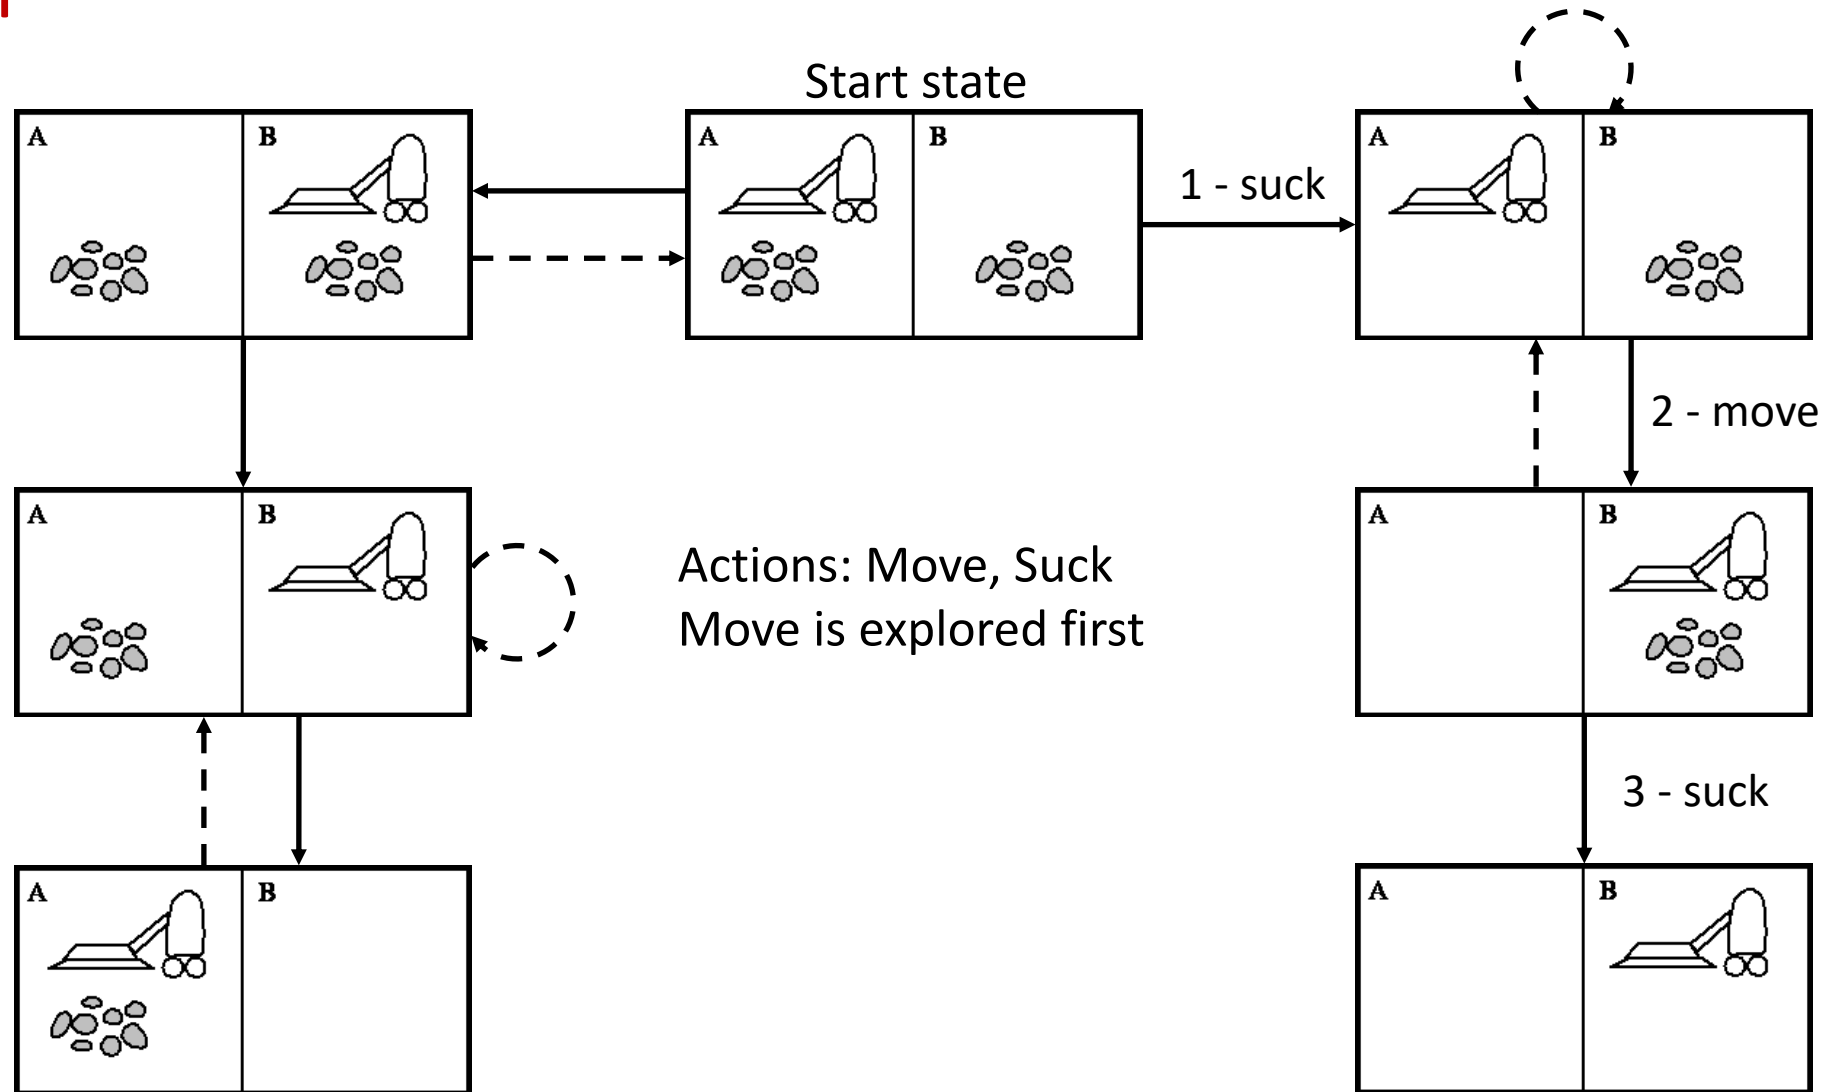 Start state
A
B
A
B
1 - suck
A
B
2 - move
A
B
Actions: Move, Suck
Move is explored first
A
B
3 - suck
A
B
A
B